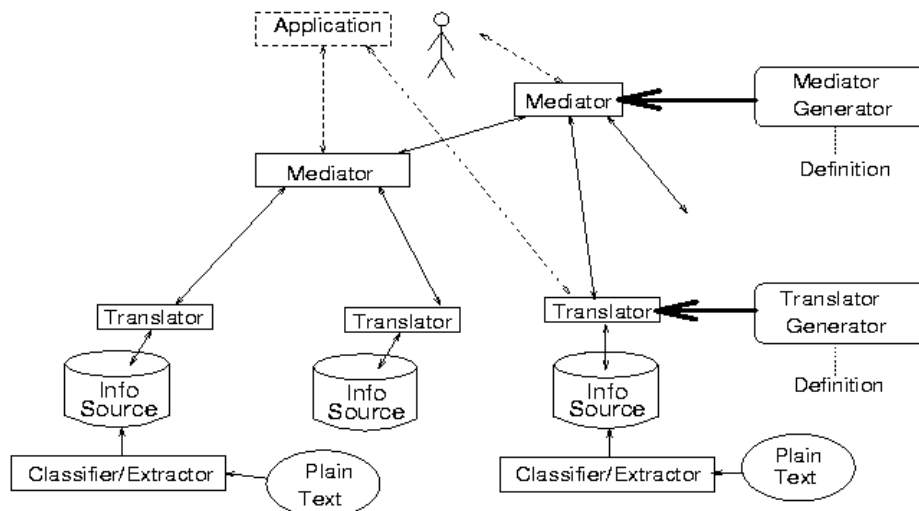 Application
Mediator
Mediator
Generator
Definition
Mediator
Translator
Translator
Translator
Translator
Generator
Definition
Info
Source
Info
Source
Info
Source
Classifier/Extractor
Plain
Text
Classifier/Extractor
Plain
Text